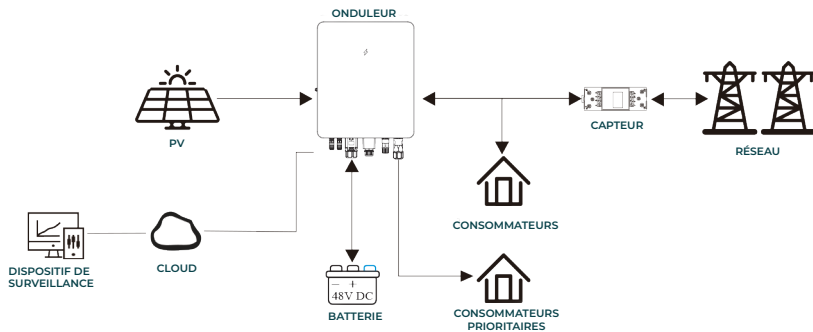 ONDULEUR
PV
CAPTEUR
RÉSEAU
CONSOMMATEURS
DISPOSITIF DE
SURVEILLANCE
CLOUD
– +
48V DC
BATTERIE
CONSOMMATEURS
PRIORITAIRES